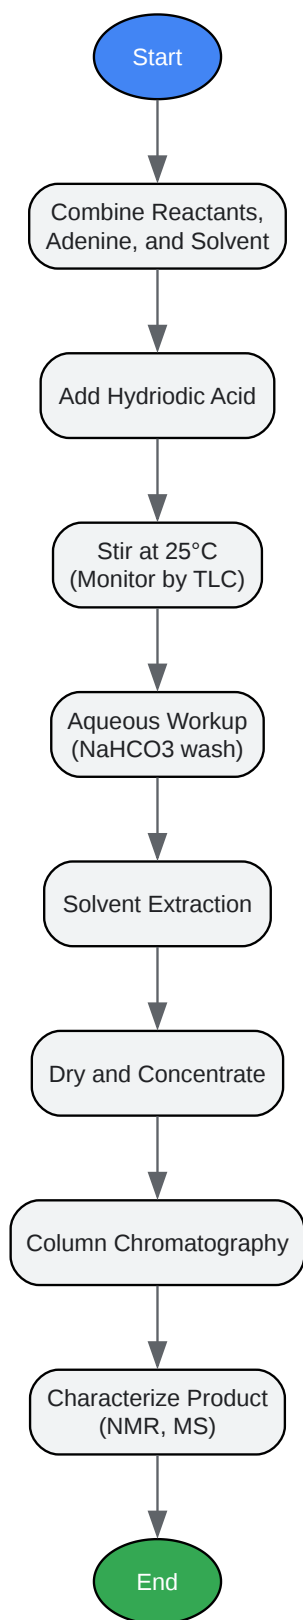 Start
Combine Reactants,
Adenine, and Solvent
Add Hydriodic Acid
Stir at 25°C
(Monitor by TLC)
Aqueous Workup
(NaHCO3 wash)
Solvent Extraction
Dry and Concentrate
Column Chromatography
Characterize Product
(NMR, MS)
End